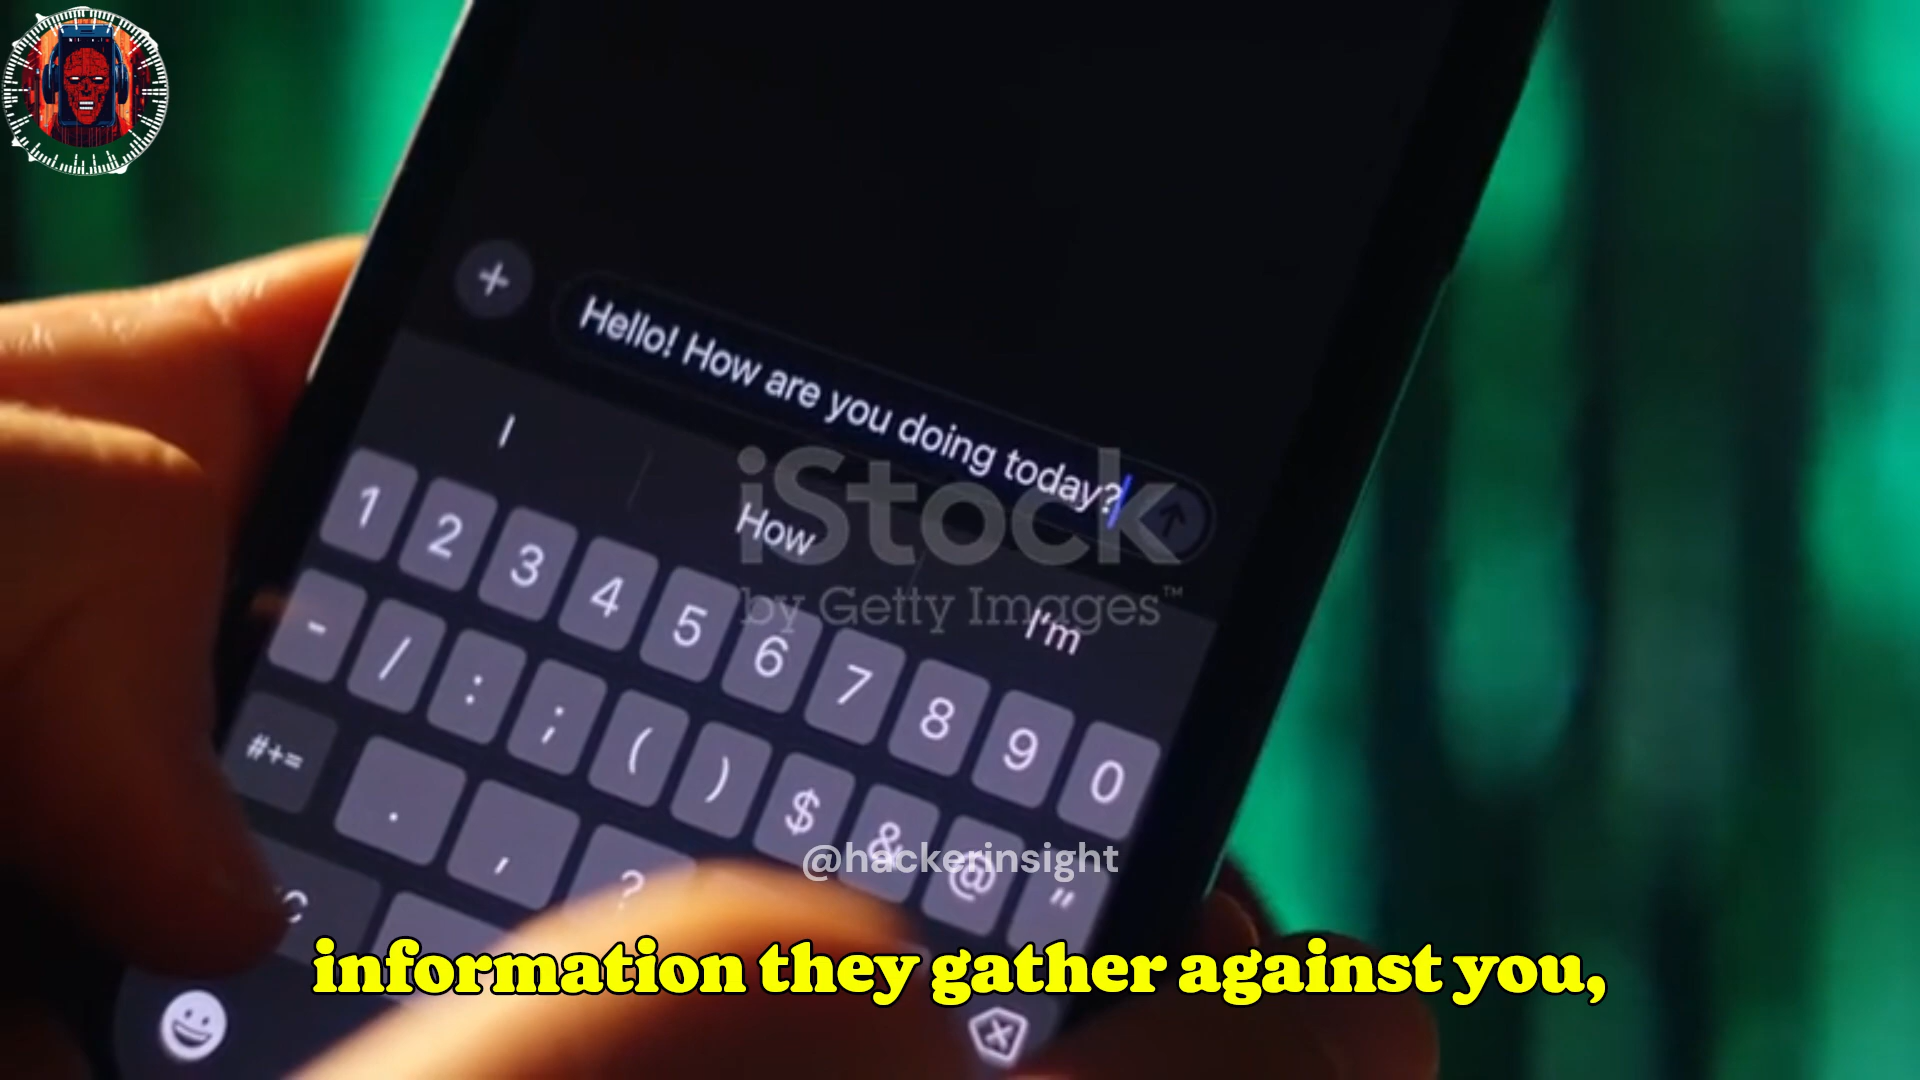 Hello! How are you doing today?
I
How
I'm
iStock
by Getty Images™
1 2 3 4 5 6 7 8 9 0
- / : ; ( ) $ & @ "
#+= . , ?
@hackerinsight
information they gather against you,